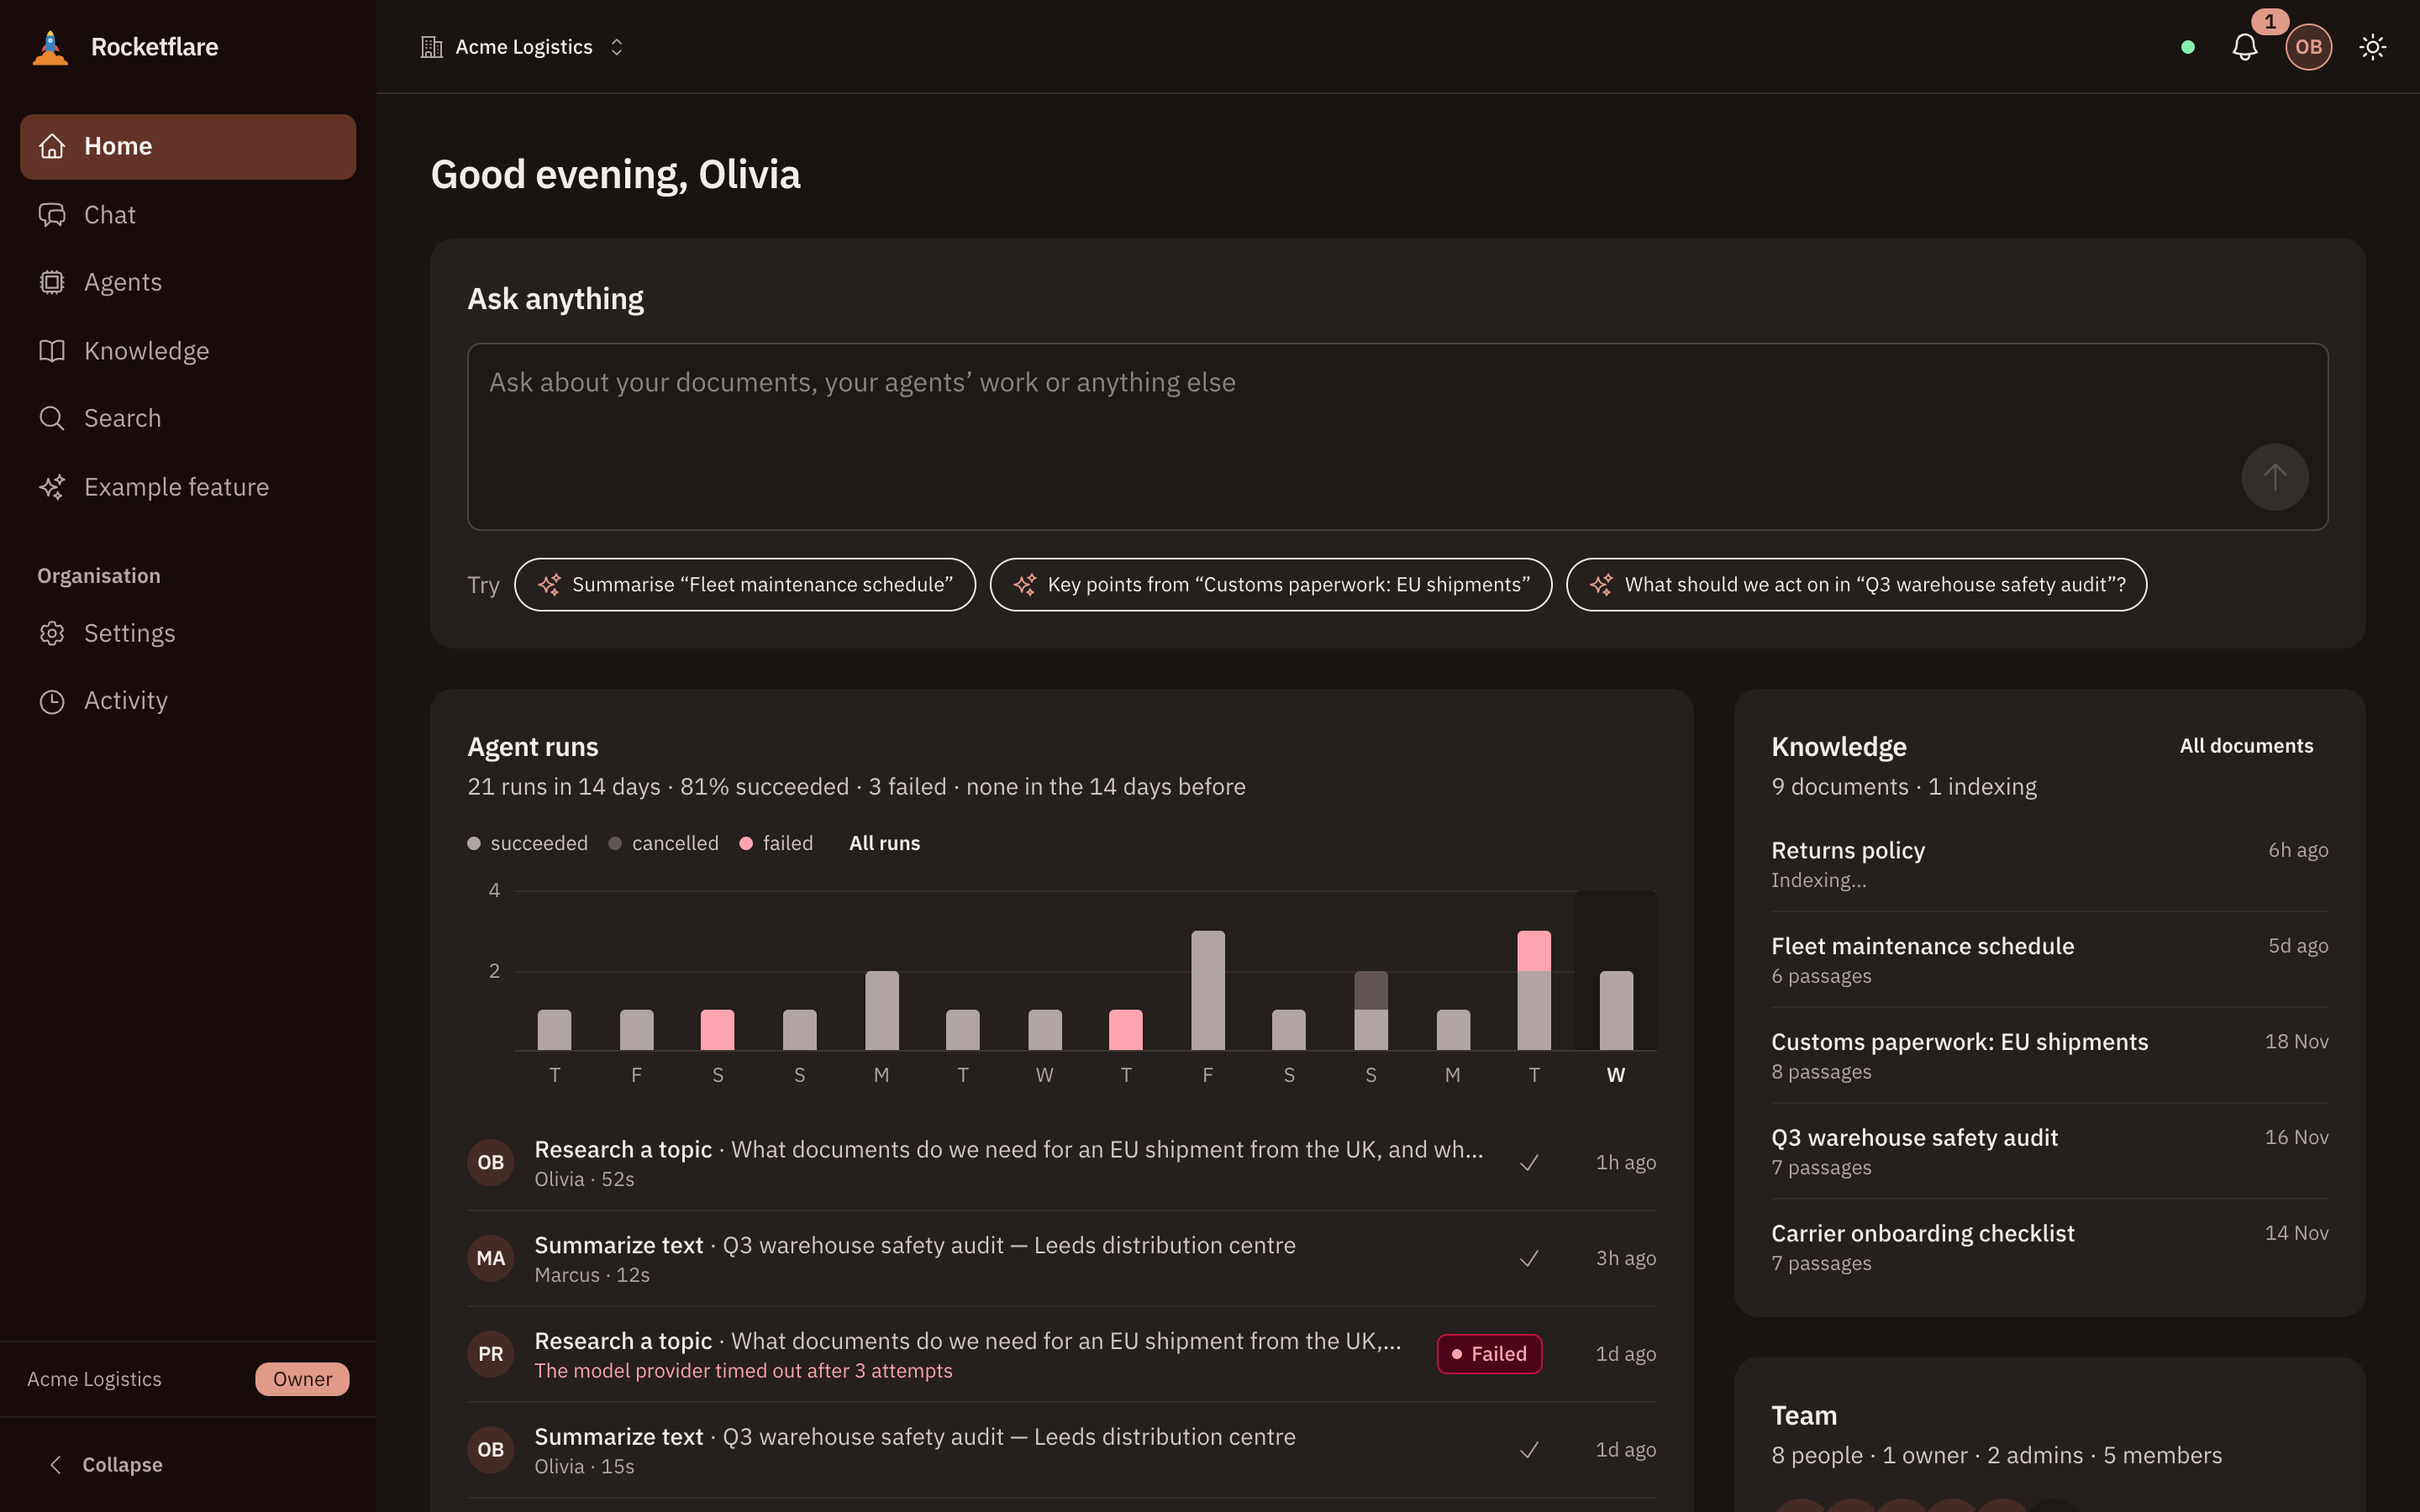 Rocketflare
Acme Logistics
1
OB
Home
Chat
Agents
Knowledge
Search
Example feature
Organisation
Settings
Activity
Acme Logistics
Owner
Collapse
Good evening, Olivia
Ask anything
Ask about your documents, your agents’ work or anything else
Try
Summarise “Fleet maintenance schedule”
Key points from “Customs paperwork: EU shipments”
What should we act on in “Q3 warehouse safety audit”?
Agent runs
21 runs in 14 days · 81% succeeded · 3 failed · none in the 14 days before
succeeded
cancelled
failed
All runs
4
2
T F S S M T W T F S S M T W
OB
Research a topic · What documents do we need for an EU shipment from the UK, and wh...
1h ago
Olivia · 52s
MA
Summarize text · Q3 warehouse safety audit — Leeds distribution centre
3h ago
Marcus · 12s
PR
Research a topic · What documents do we need for an EU shipment from the UK,...
Failed
1d ago
The model provider timed out after 3 attempts
OB
Summarize text · Q3 warehouse safety audit — Leeds distribution centre
1d ago
Olivia · 15s
Knowledge
All documents
9 documents · 1 indexing
Returns policy
6h ago
Indexing...
Fleet maintenance schedule
5d ago
6 passages
Customs paperwork: EU shipments
18 Nov
8 passages
Q3 warehouse safety audit
16 Nov
7 passages
Carrier onboarding checklist
14 Nov
7 passages
Team
8 people · 1 owner · 2 admins · 5 members